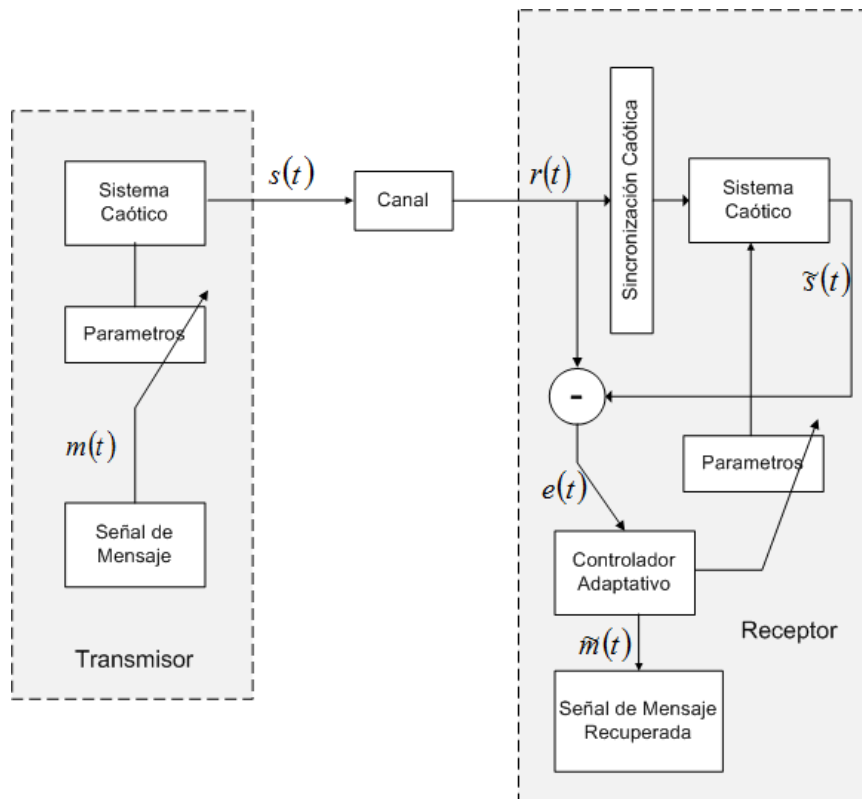 Sistema
Caótico
Parametros
m(t)
Señal de
Mensaje
Transmisor
s(t)
Canal
r(t)
Sincronización Caótica
Sistema
Caótico
s̃(t)
-
Parametros
e(t)
Controlador
Adaptativo
m̃(t)
Receptor
Señal de Mensaje
Recuperada